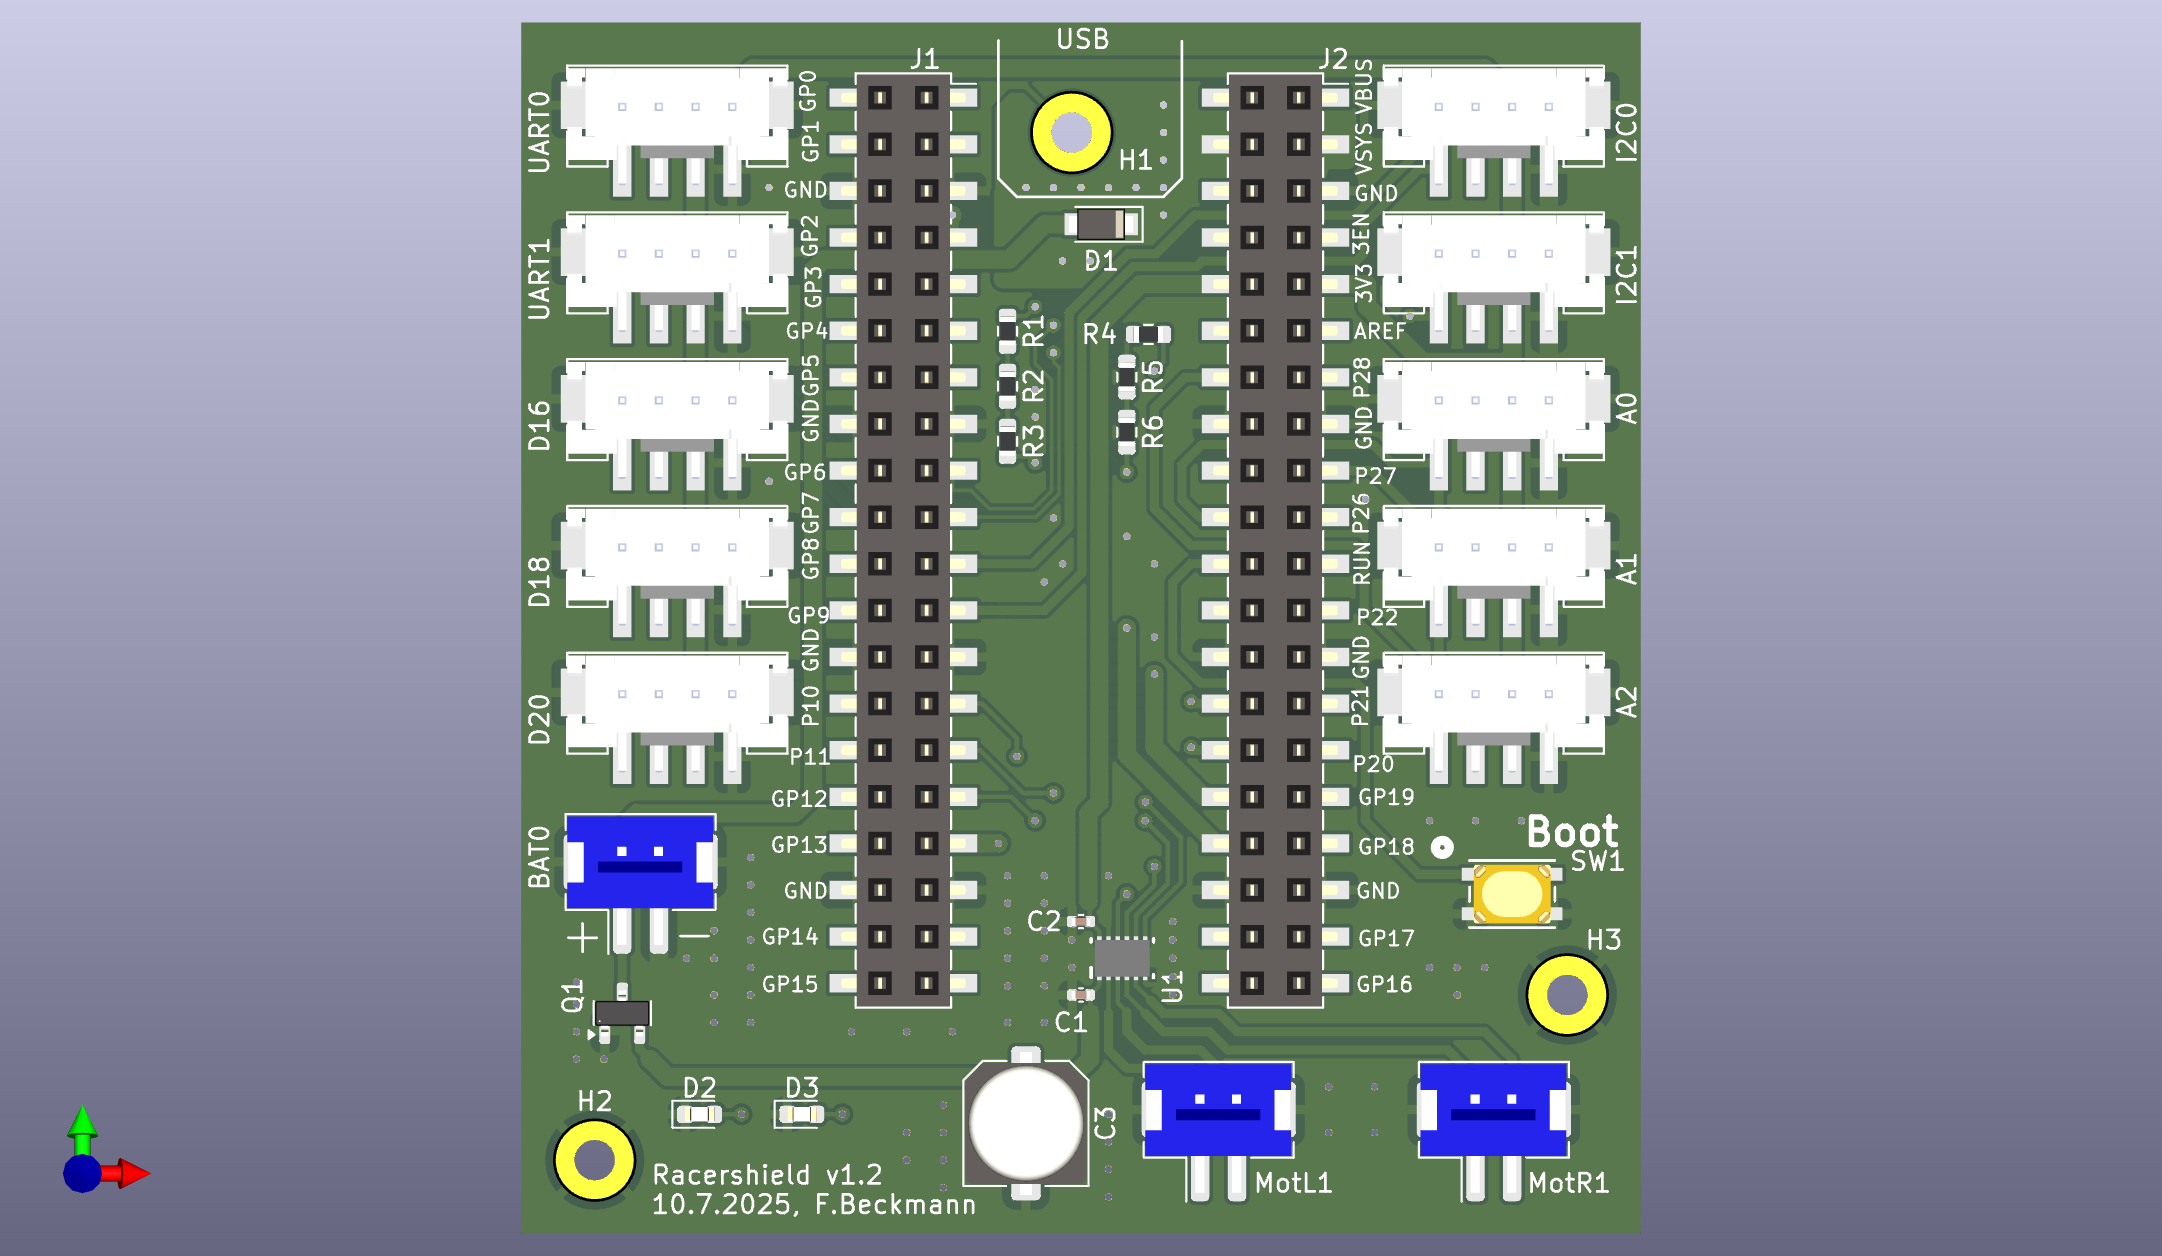 USB
J1
J2
UART0
UART1
D16
D18
D20
BAT0
GP0
GP1
GND
GP2
GP3
GP4
GP5
GND
GP6
GP7
GP8
GP9
GND
P10
P11
GP12
GP13
GND
GP14
GP15
H1
D1
R1
R2
R3
R4
R5
R6
VBUS
VSYS
GND
3EN
3V3
AREF
P28
GND
P27
P26
RUN
P22
GND
P21
P20
GP19
GP18
GND
GP17
GP16
I2C0
I2C1
A0
A1
A2
Boot
SW1
H3
+ −
Q1
C2
U1
C1
H2
D2
D3
C3
MotL1
MotR1
Racershield v1.2
10.7.2025, F.Beckmann